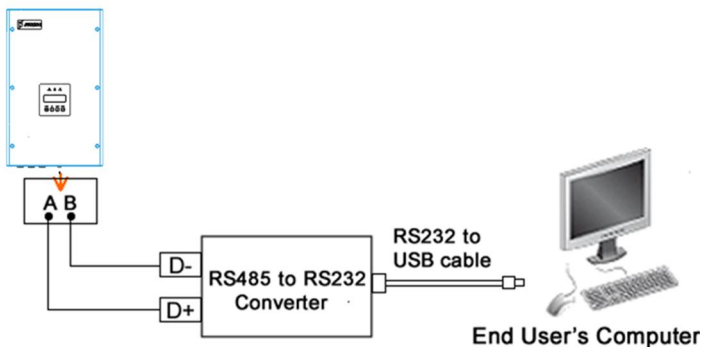 A B
D-
D+
RS485 to RS232
Converter
RS232 to
USB cable
End User's Computer